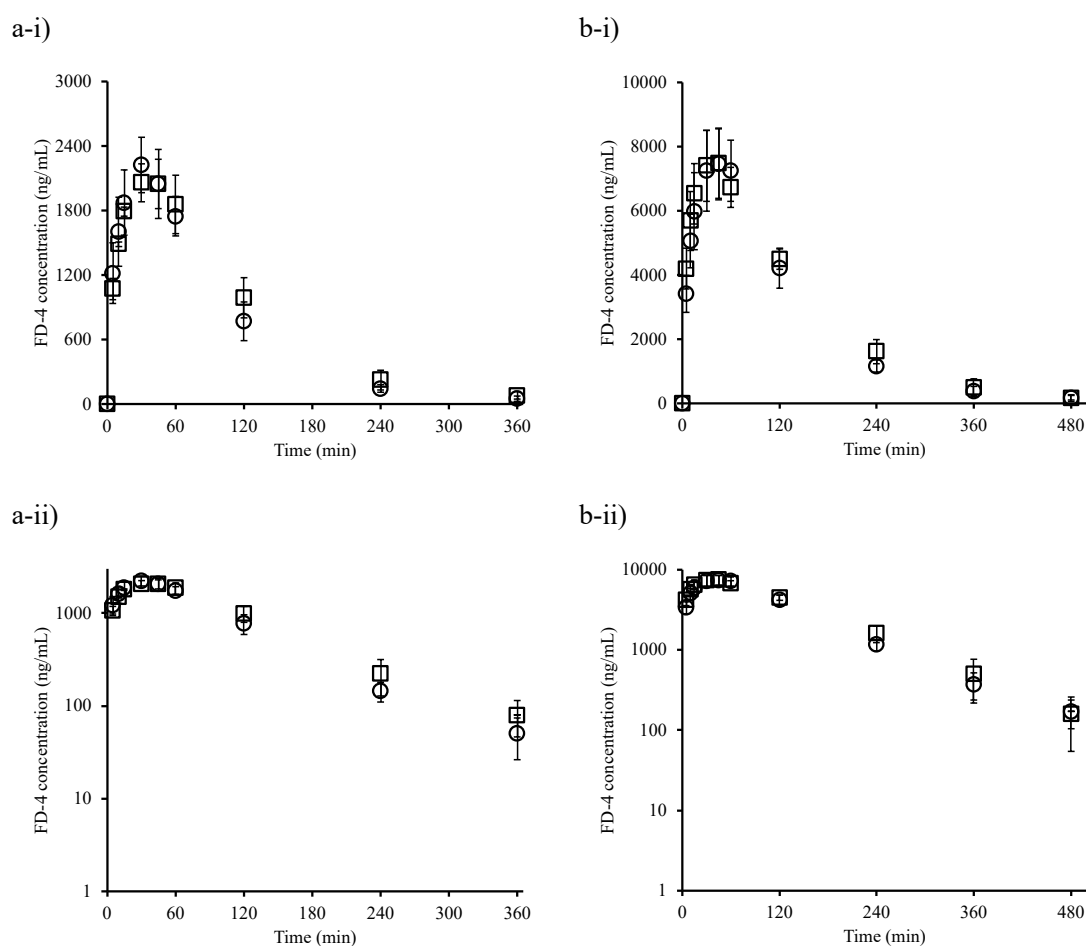 a-i)
3000
2400
1800
1200
600
0
FD-4 concentration (ng/mL)
0 60 120 180 240 300 360
Time (min)
b-i)
10000
8000
6000
4000
2000
0
FD-4 concentration (ng/mL)
0 120 240 360 480
Time (min)
a-ii)
1000
100
10
1
FD-4 concentration (ng/mL)
0 60 120 180 240 300 360
Time (min)
b-ii)
10000
1000
100
10
1
FD-4 concentration (ng/mL)
0 120 240 360 480
Time (min)